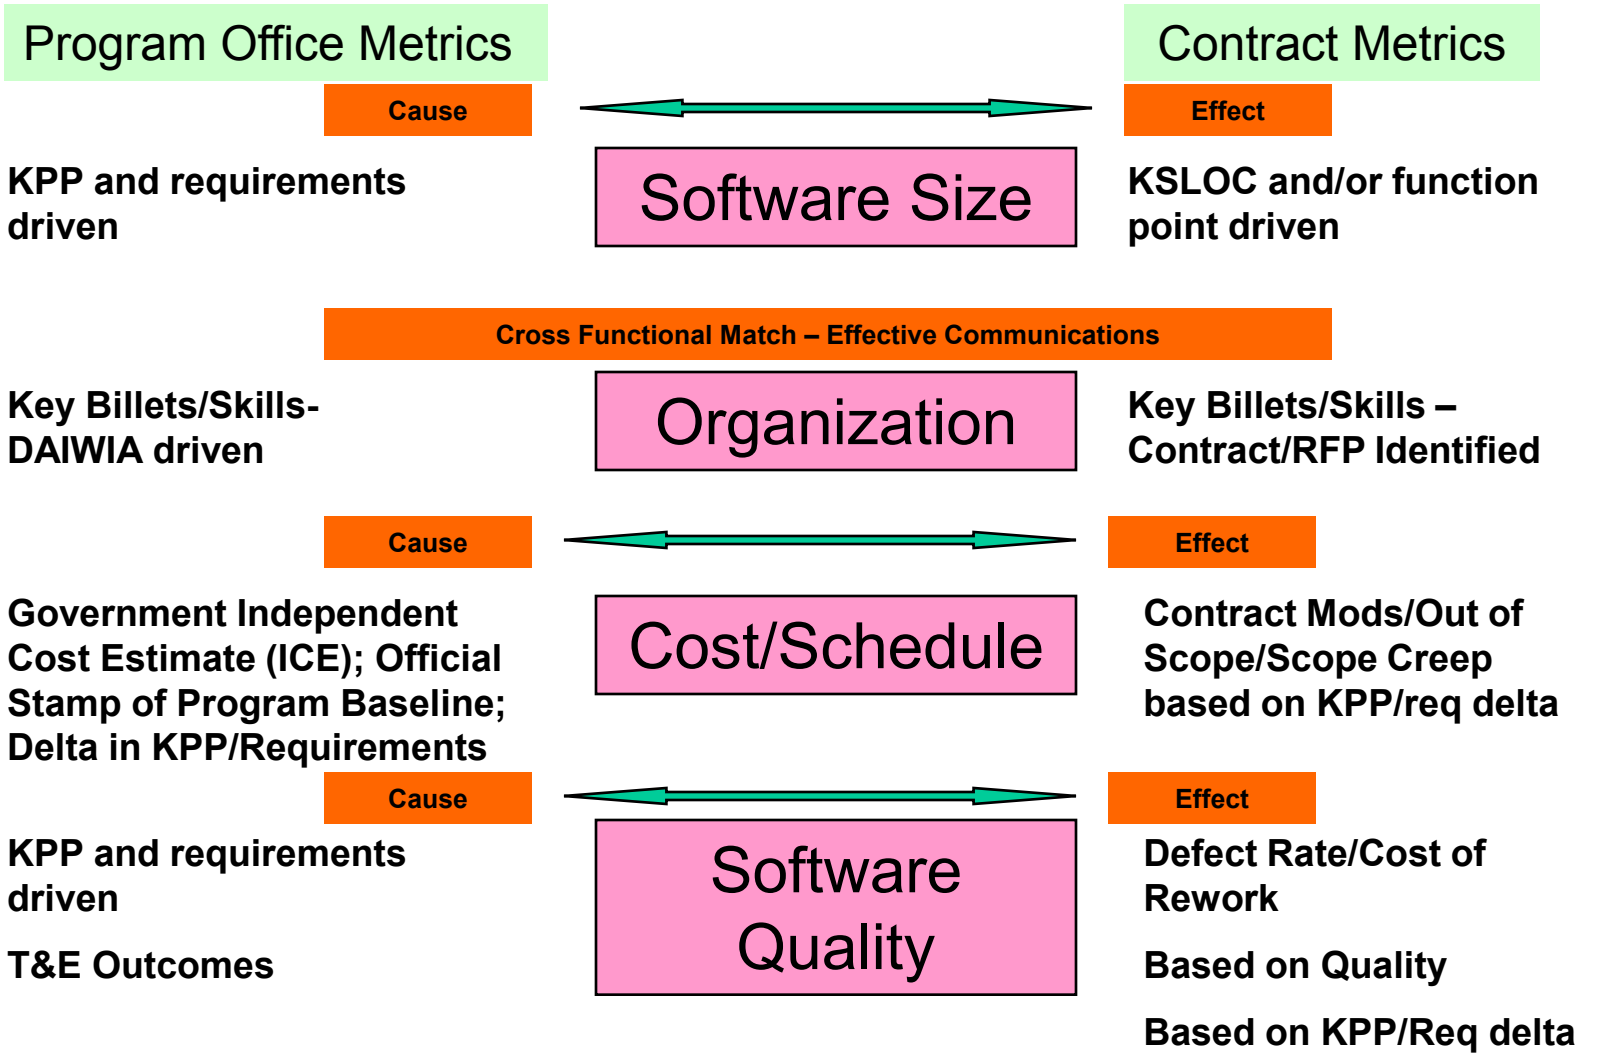 Program Office Metrics
Contract Metrics
Cause
Effect
KPP and requirements
driven
Software Size
KSLOC and/or function
point driven
Cross Functional Match – Effective Communications
Key Billets/Skills-
DAIWIA driven
Organization
Key Billets/Skills –
Contract/RFP Identified
Cause
Effect
Government Independent
Cost Estimate (ICE); Official
Stamp of Program Baseline;
Delta in KPP/Requirements
Cost/Schedule
Contract Mods/Out of
Scope/Scope Creep
based on KPP/req delta
Cause
Effect
KPP and requirements
driven
T&E Outcomes
Software
Quality
Defect Rate/Cost of
Rework
Based on Quality
Based on KPP/Req delta